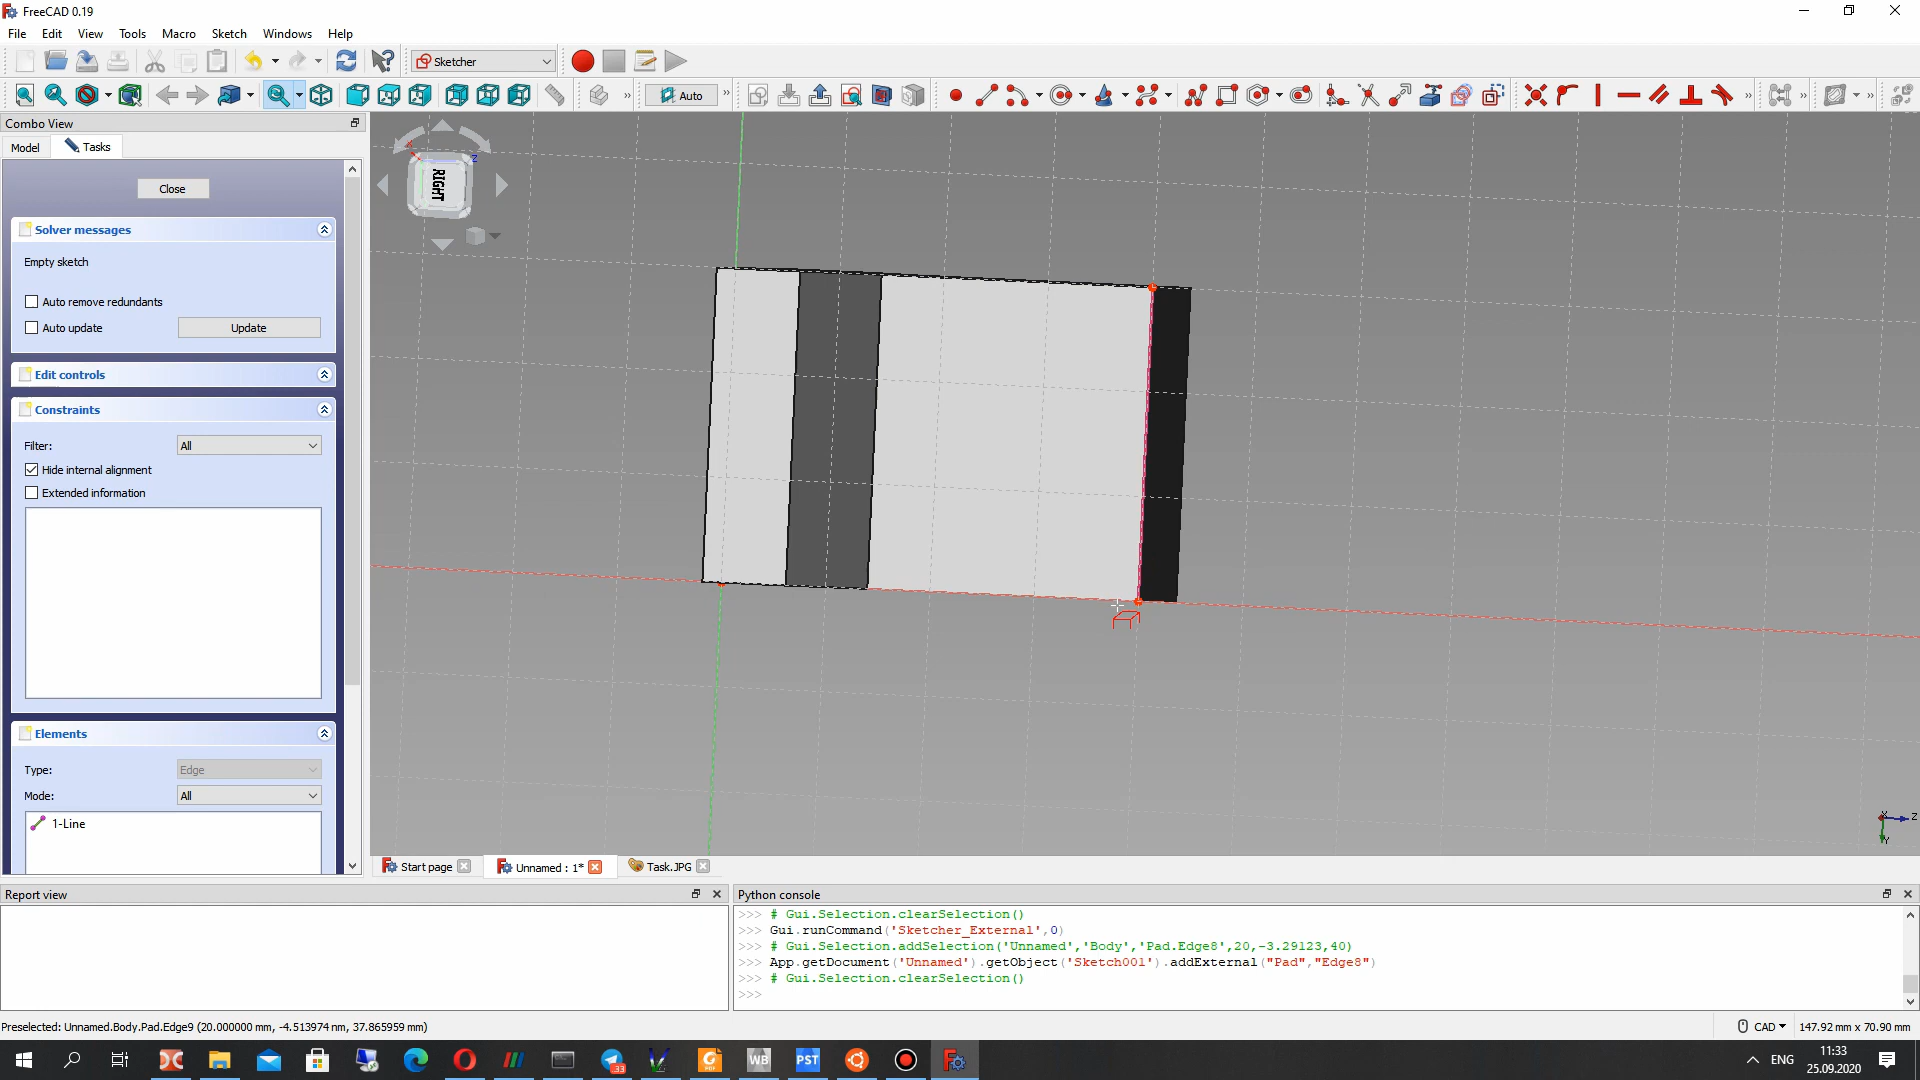 FreeCAD 0.19
File Edit View Tools Macro Sketch Windows Help
Sketcher
Auto
Combo View
Model Tasks
Close
Solver messages
Empty sketch
Auto remove redundants
Auto update Update
Edit controls
Constraints
Filter: All
Hide internal alignment
Extended information
Elements
Type: Edge
Mode: All
1-Line
RIGHT
Z
X
Z
Y
Start page Unnamed : 1* Task.JPG
Report view
Python console
>>> # Gui.Selection.clearSelection()
>>> Gui.runCommand('Sketcher_External',0)
>>> # Gui.Selection.addSelection('Unnamed','Body','Pad.Edge8',20,-3.29123,40)
>>> App.getDocument('Unnamed').getObject('Sketch001').addExternal("Pad","Edge8")
>>> # Gui.Selection.clearSelection()
>>>
Preselected: Unnamed.Body.Pad.Edge9 (20.000000 mm, -4.513974 nm, 37.865959 mm)
CAD 147.92 mm x 70.90 mm
33
WB
PST
ENG
11:33
25.09.2020